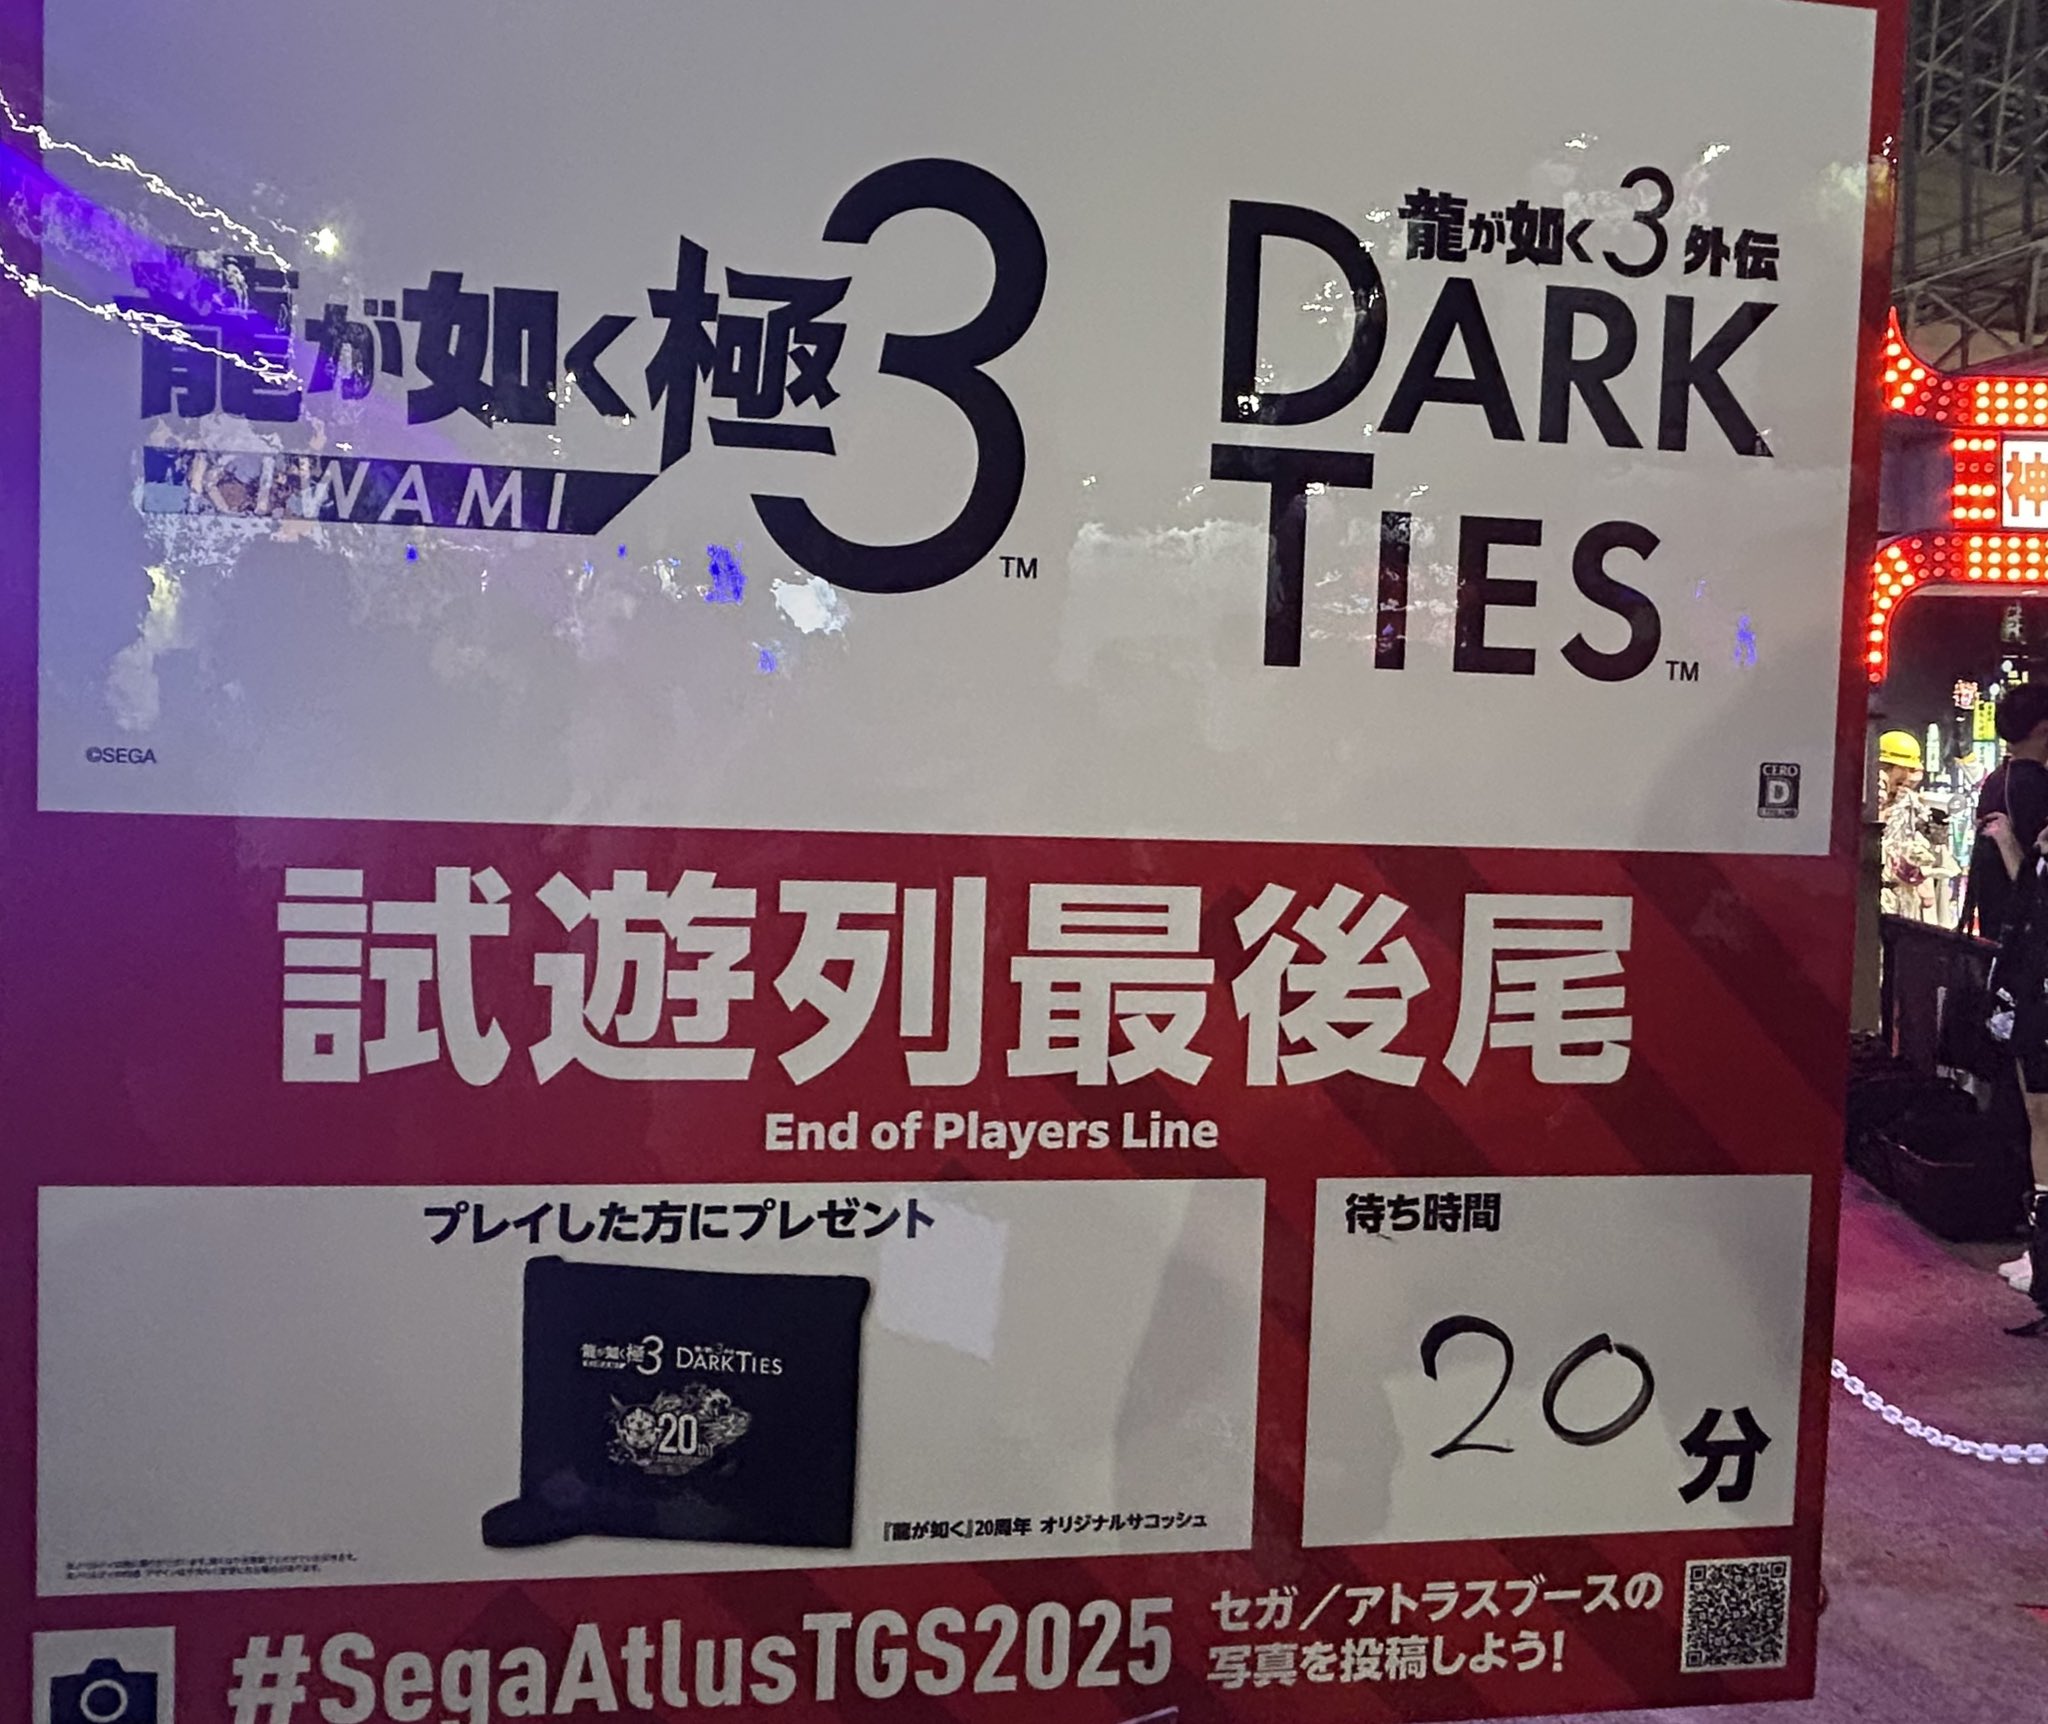 龍が如く極3
KIWAMI
TM
龍が如く3外伝
DARK
TIES
TM
©SEGA
CERO
D
試遊列最後尾
End of Players Line
プレイした方にプレゼント
龍が如く極3 DARK TIES
20th
『龍が如く』20周年 オリジナルサコッシュ
待ち時間
20分
#SegaAtlusTGS2025
セガ/アトラスブースの
写真を投稿しよう!
神